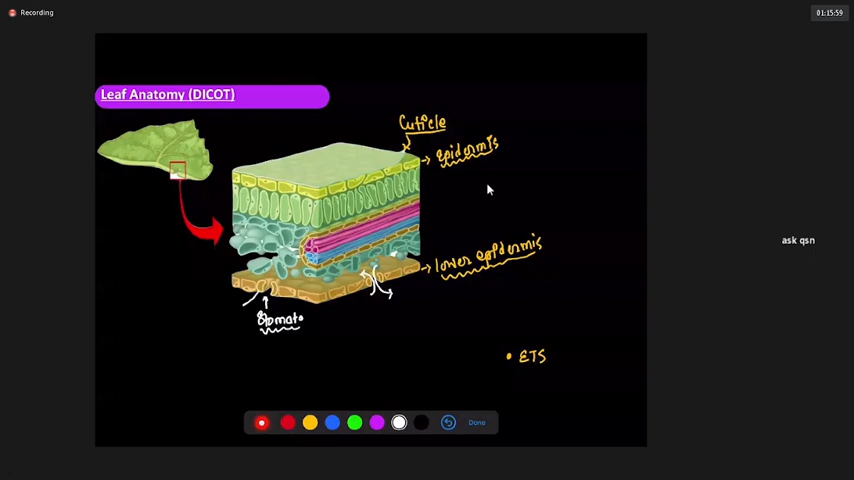 Recording
01:15:59
Leaf Anatomy (DICOT)
Cuticle
epidermis
ask qsn
lower epidermis
Stomata
• ETS
Done